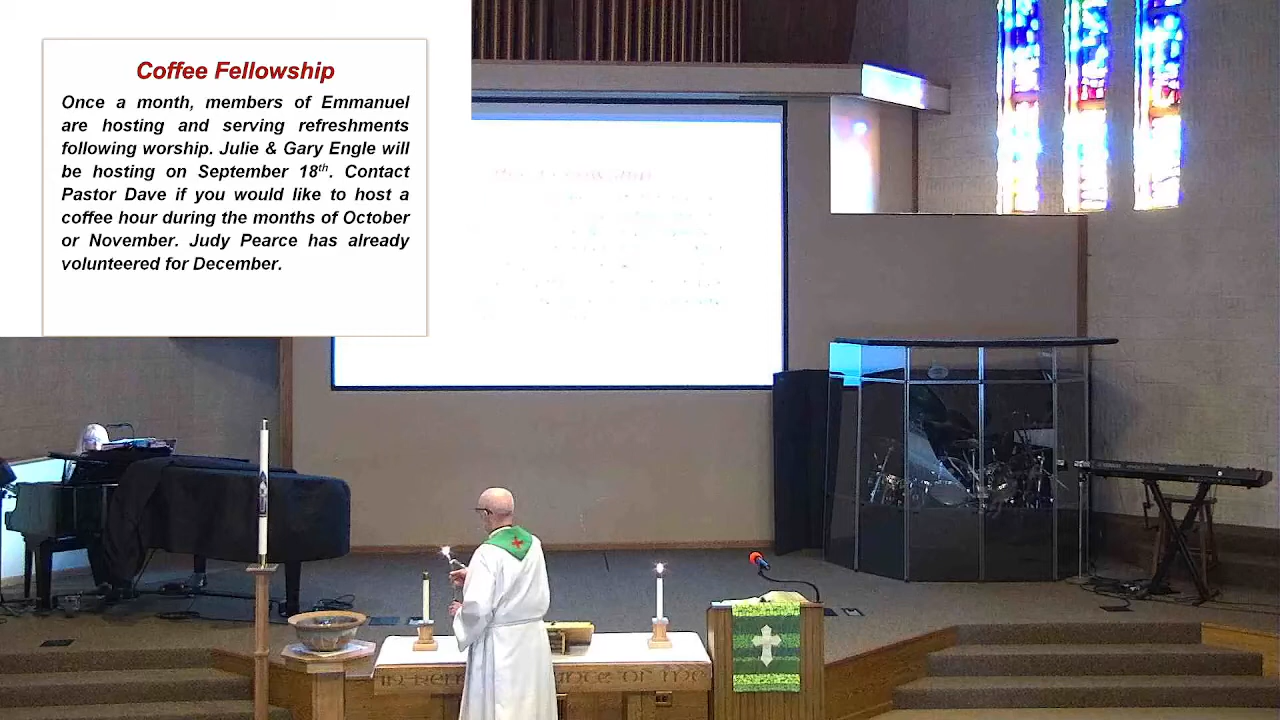 Coffee Fellowship
Once a month, members of Emmanuel
are hosting and serving refreshments
following worship. Julie & Gary Engle will
be hosting on September 18th. Contact
Pastor Dave if you would like to host a
coffee hour during the months of October
or November. Judy Pearce has already
volunteered for December.